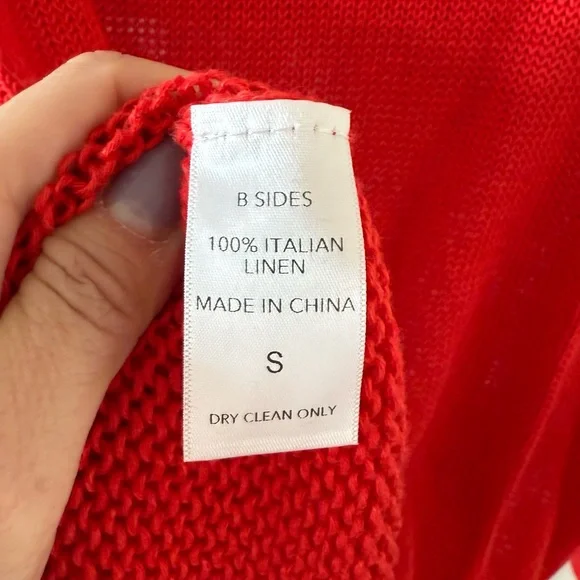 B SIDES
100% ITALIAN
LINEN
MADE IN CHINA
S
DRY CLEAN ONLY